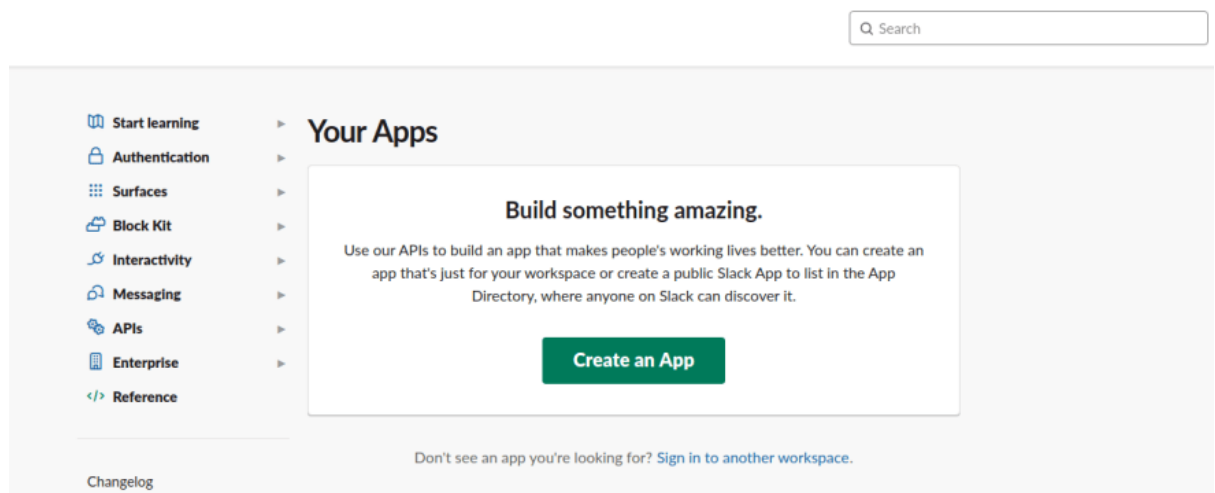 Search
Start learning
Authentication
Surfaces
Block Kit
Interactivity
Messaging
APIs
Enterprise
</> Reference
Changelog
Your Apps
Build something amazing.
Use our APIs to build an app that makes people's working lives better. You can create an
app that's just for your workspace or create a public Slack App to list in the App
Directory, where anyone on Slack can discover it.
Create an App
Don't see an app you're looking for? Sign in to another workspace.